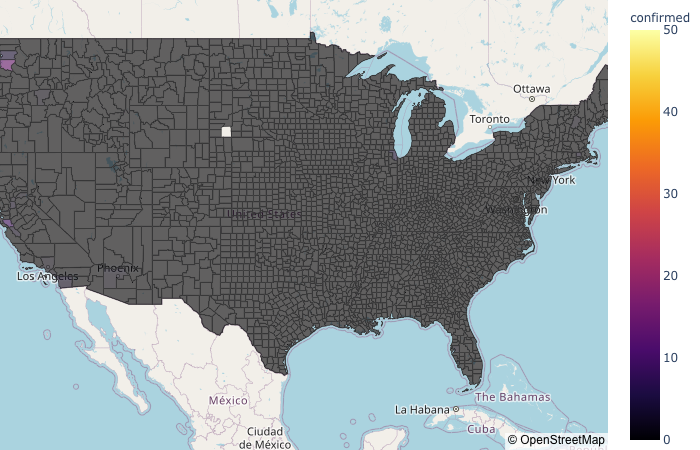 confirmed
50
40
30
20
10
0
Ottawa
Toronto
New York
Washington
United States
Phoenix
Los Angeles
México
Ciudad
de México
La Habana
The Bahamas
Cuba
© OpenStreetMap